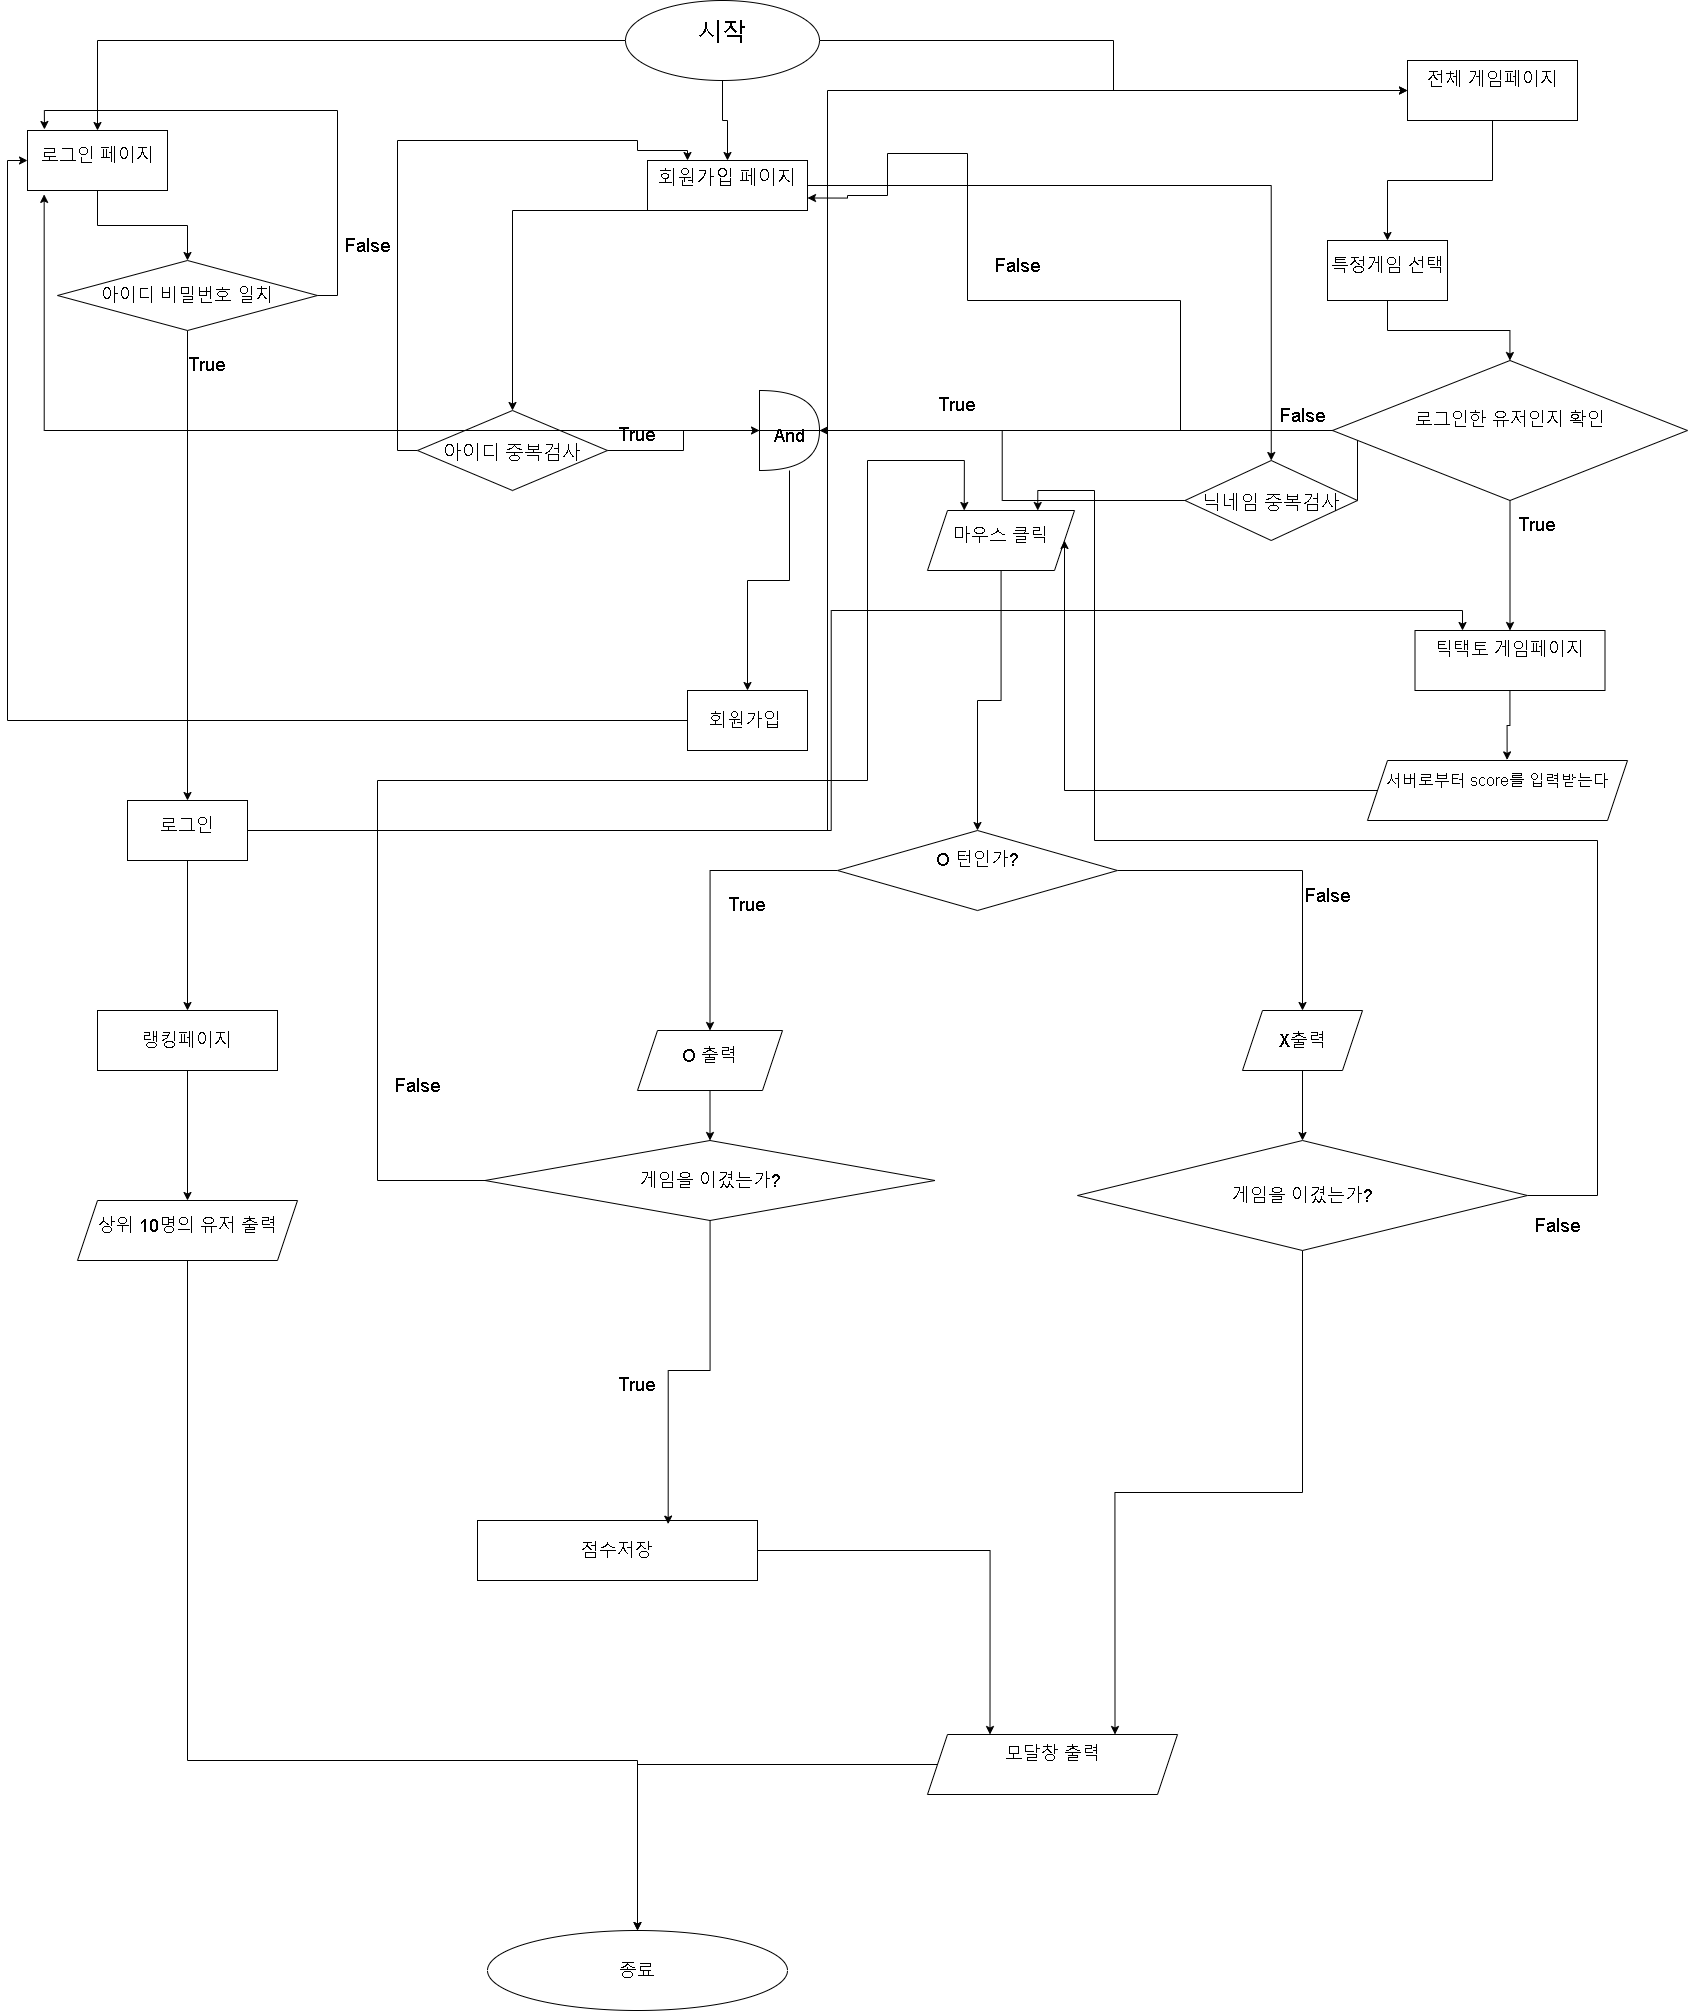 시작
전체 게임페이지
로그인 페이지
회원가입 페이지
False
False
특정게임 선택
아이디 비밀번호 일치
True
True
False
로그인한 유저인지 확인
True
And
아이디 중복검사
닉네임 중복검사
True
마우스 클릭
틱택토 게임페이지
회원가입
서버로부터 score를 입력받는다
로그인
O 턴인가?
True
False
랭킹페이지
O 출력
X출력
False
게임을 이겼는가?
게임을 이겼는가?
상위 10명의 유저 출력
False
True
점수저장
모달창 출력
종료